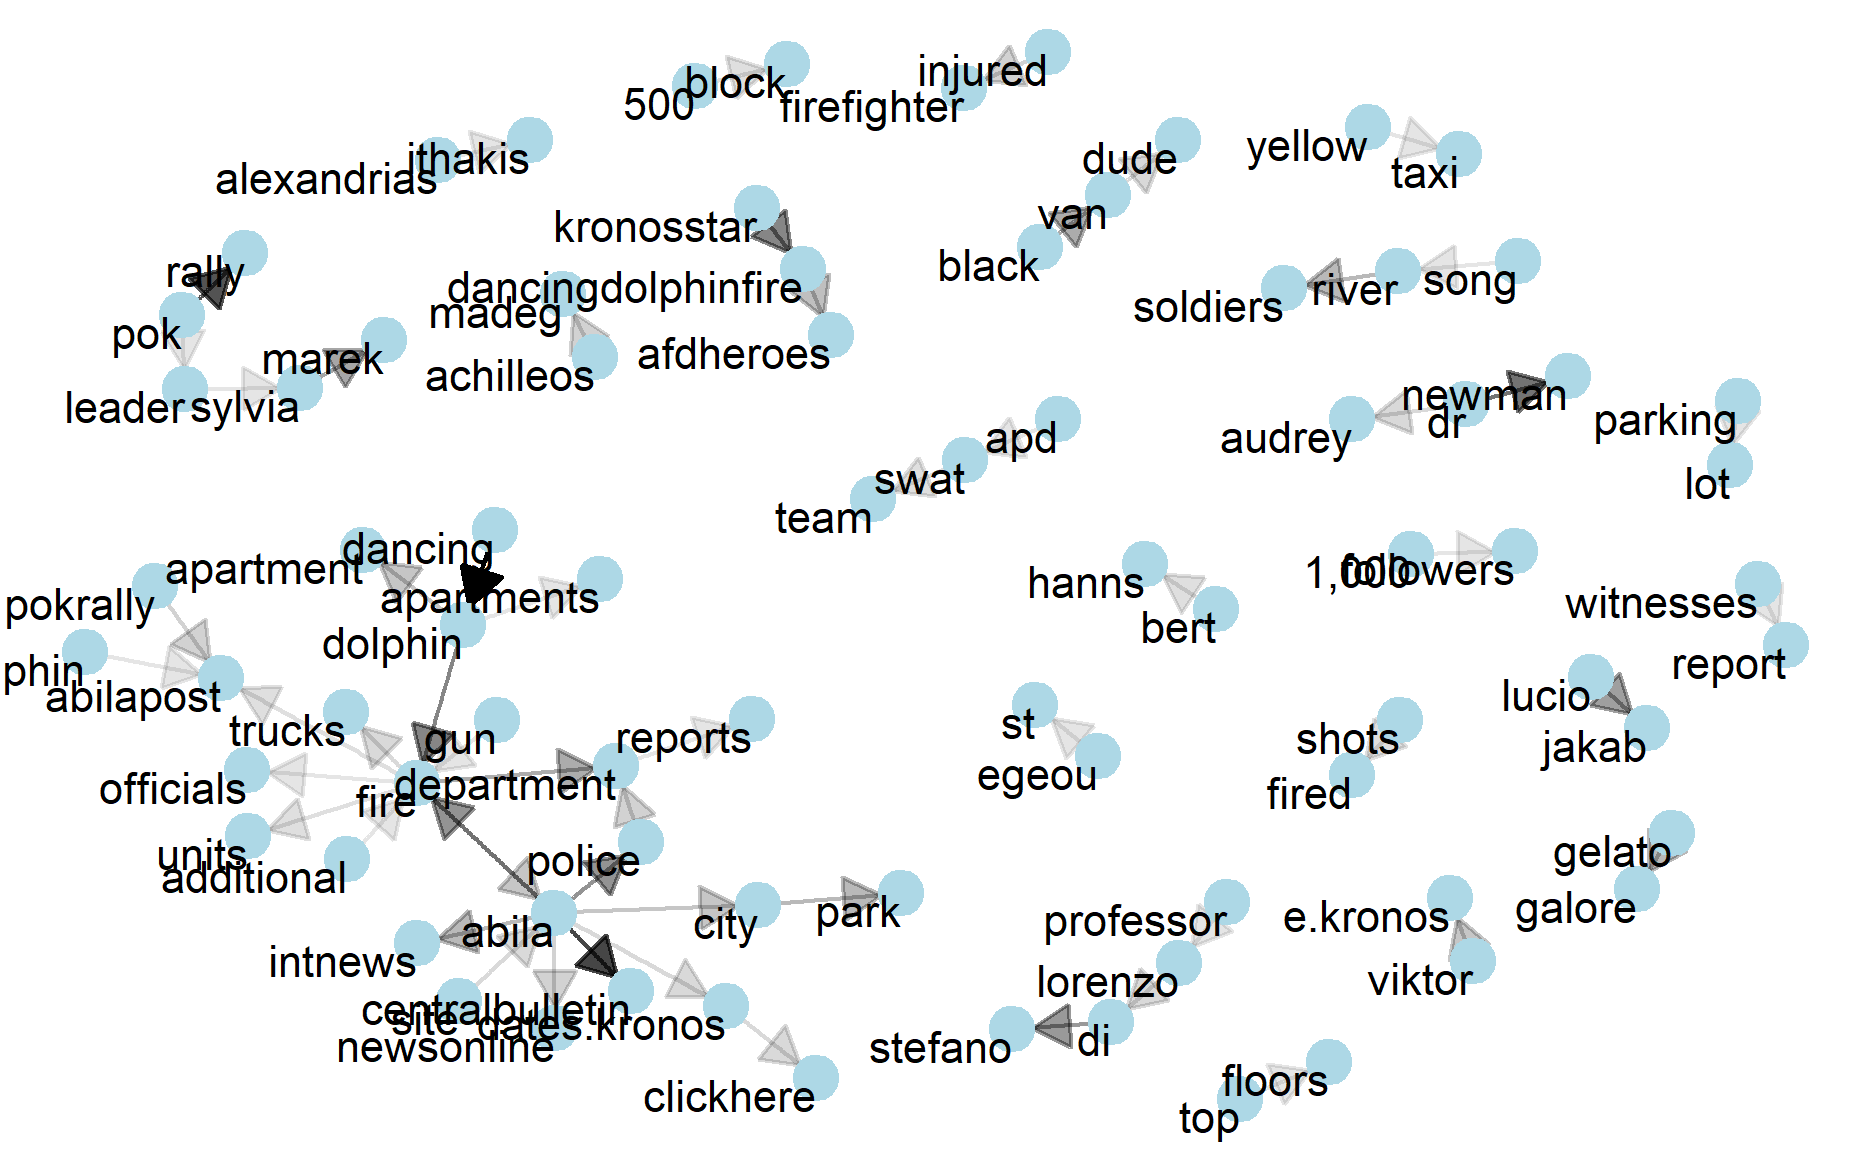 injured
block
500
firefighter
dude
yellow
ithakis
taxi
alexandrias
van
kronosstar
black
rally
dancingdolphinfire
song
river
soldiers
madeg
pok
afdheroes
marek
achilleos
newman
leader
sylvia
parking
dr
audrey
apd
swat
lot
team
dancing
apartment
1,000
followers
hanns
apartments
pokrally
witnesses
bert
dolphin
report
phin
abilapost
lucio
st
trucks
gun
reports
shots
jakab
egeou
department
officials
fire
fired
units
police
gelato
additional
park
galore
e.kronos
professor
city
abila
intnews
lorenzo
viktor
centralbulletin
site
dates.kronos
newsonline
di
stefano
floors
clickhere
top